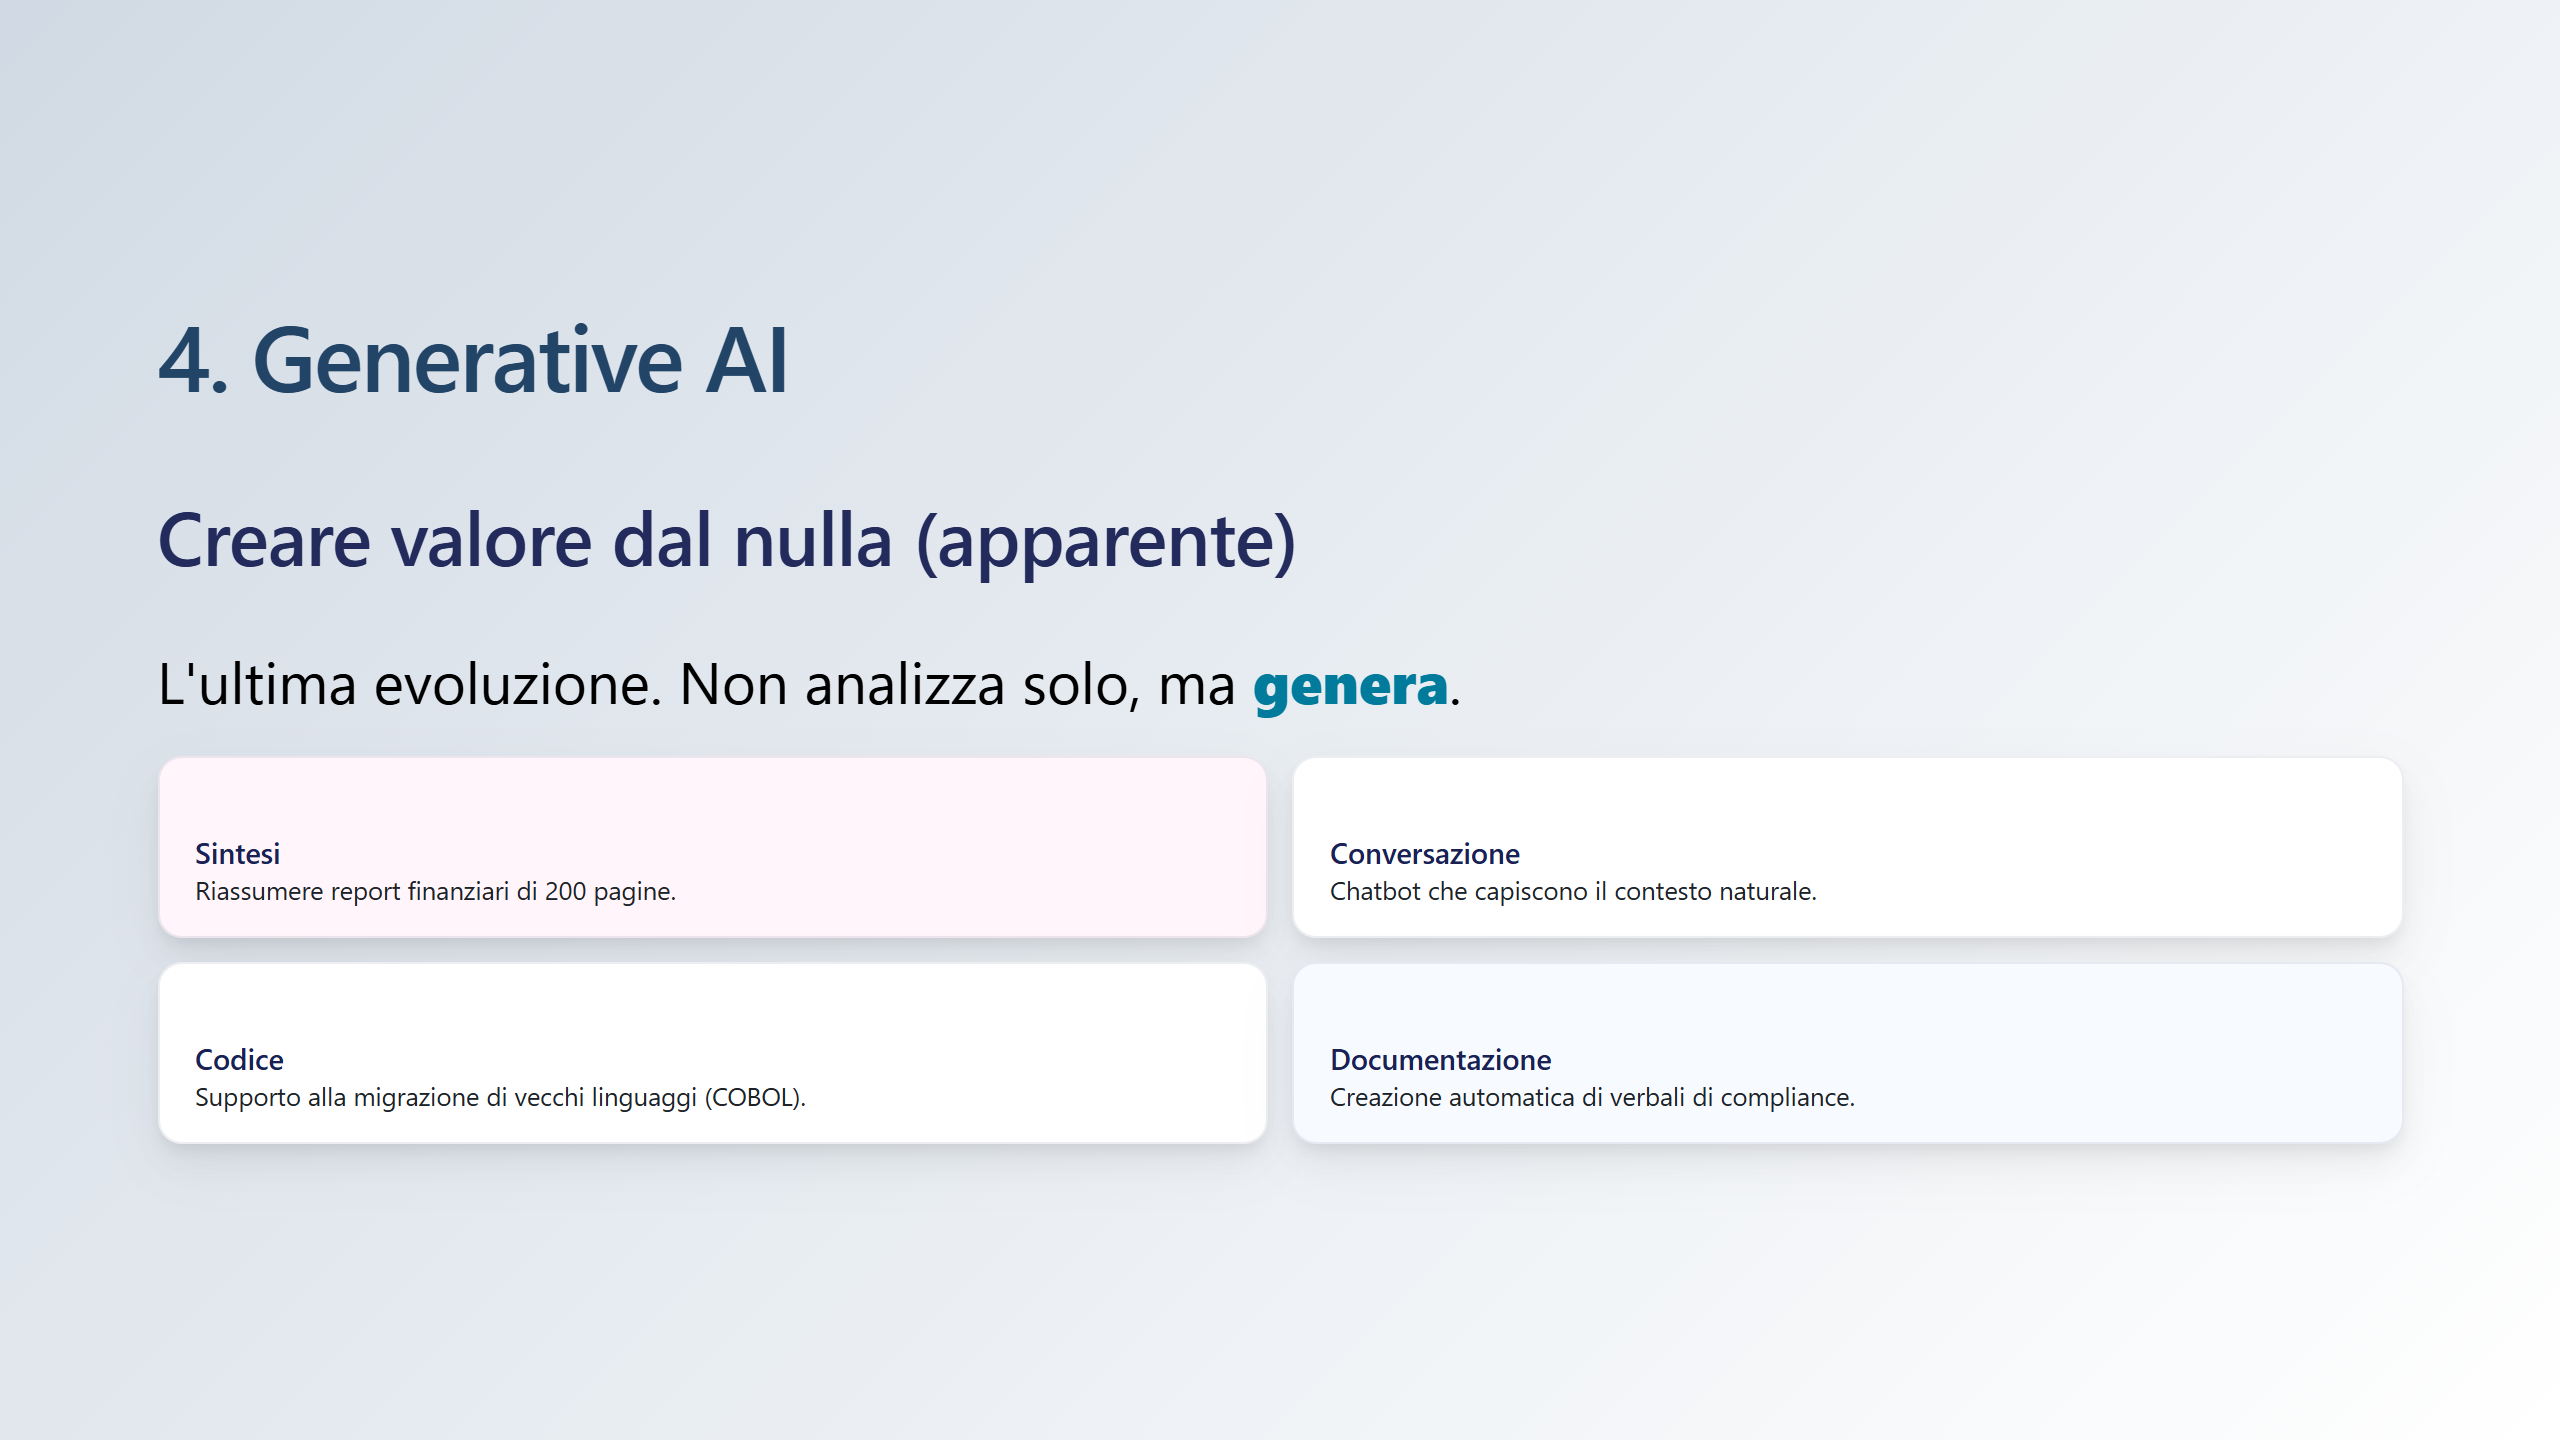 4. Generative AI
Creare valore dal nulla (apparente)
L'ultima evoluzione. Non analizza solo, ma genera.
Sintesi
Riassumere report finanziari di 200 pagine.
Conversazione
Chatbot che capiscono il contesto naturale.
Codice
Supporto alla migrazione di vecchi linguaggi (COBOL).
Documentazione
Creazione automatica di verbali di compliance.